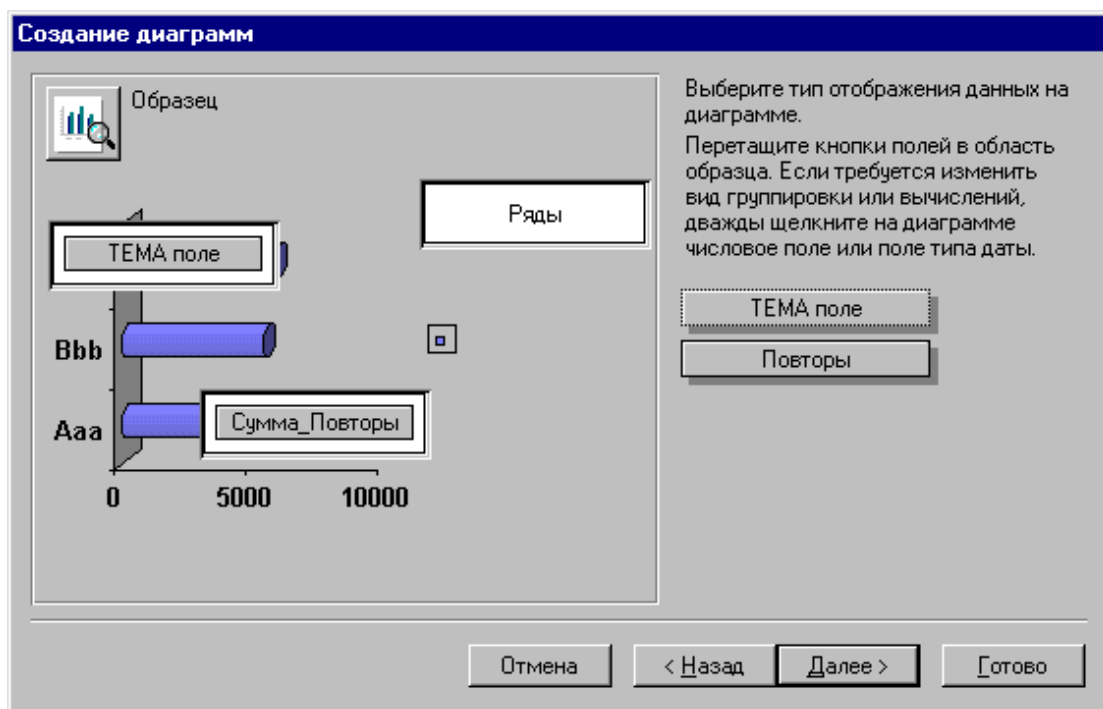 Создание диаграмм
Образец
Ряды
ТЕМА поле
Bbb
Aaa
Сумма_Повторы
0 5000 10000
Выберите тип отображения данных на
диаграмме.
Перетащите кнопки полей в область
образца. Если требуется изменить
вид группировки или вычислений,
дважды щелкните на диаграмме
числовое поле или поле типа даты.
ТЕМА поле
Повторы
Отмена
< Назад
Далее >
Готово